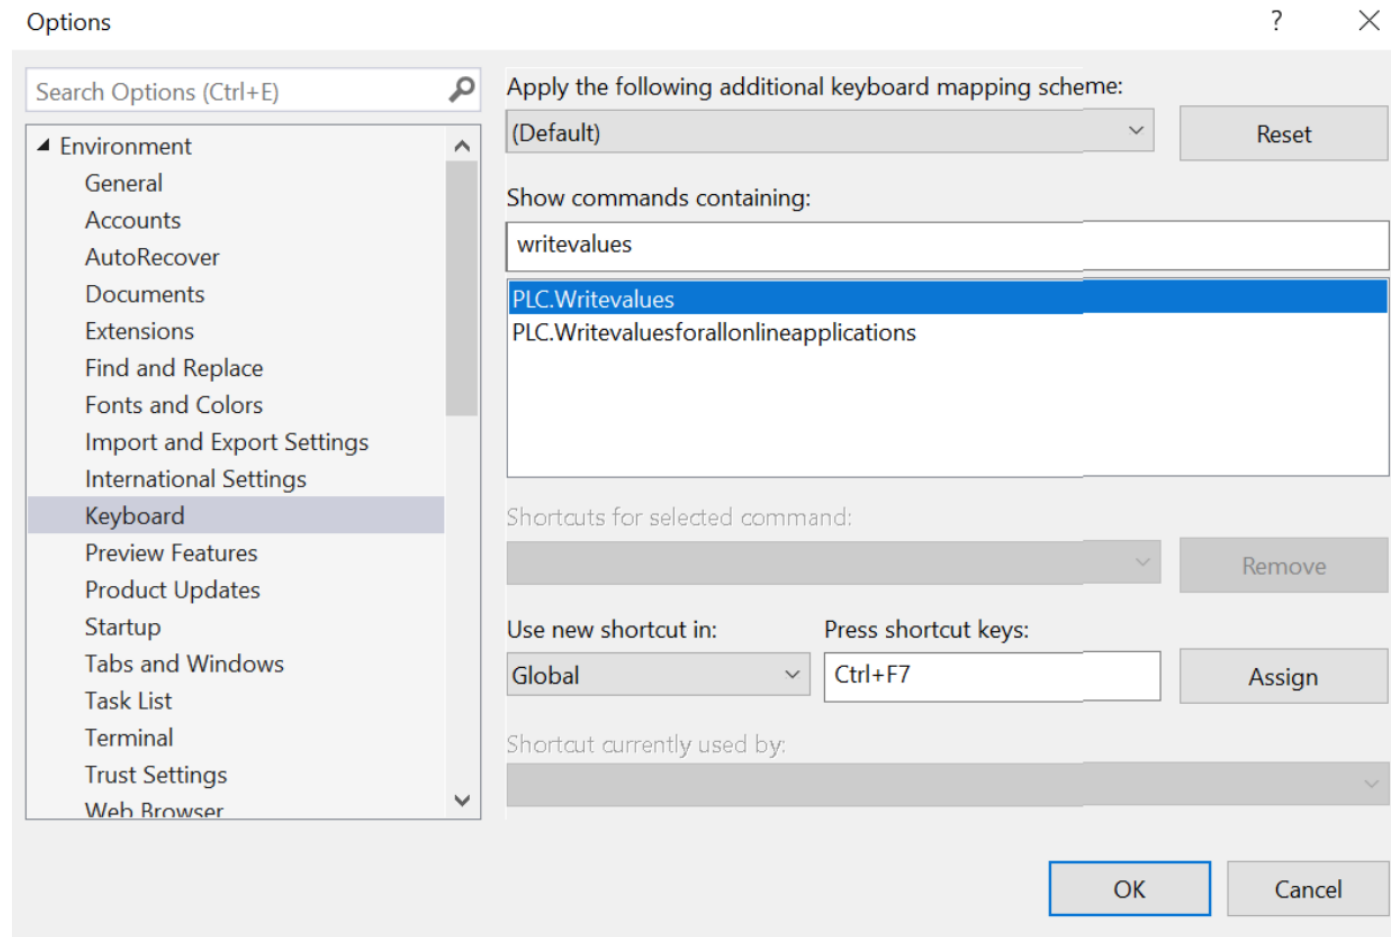 Options
?
Search Options (Ctrl+E)
Environment
General
Accounts
AutoRecover
Documents
Extensions
Find and Replace
Fonts and Colors
Import and Export Settings
International Settings
Keyboard
Preview Features
Product Updates
Startup
Tabs and Windows
Task List
Terminal
Trust Settings
Web Browser
Apply the following additional keyboard mapping scheme:
(Default)
Reset
Show commands containing:
writevalues
PLC.Writevalues
PLC.Writevaluesforallonlineapplications
Shortcuts for selected command:
Remove
Use new shortcut in:
Press shortcut keys:
Global
Ctrl+F7
Assign
Shortcut currently used by:
OK
Cancel